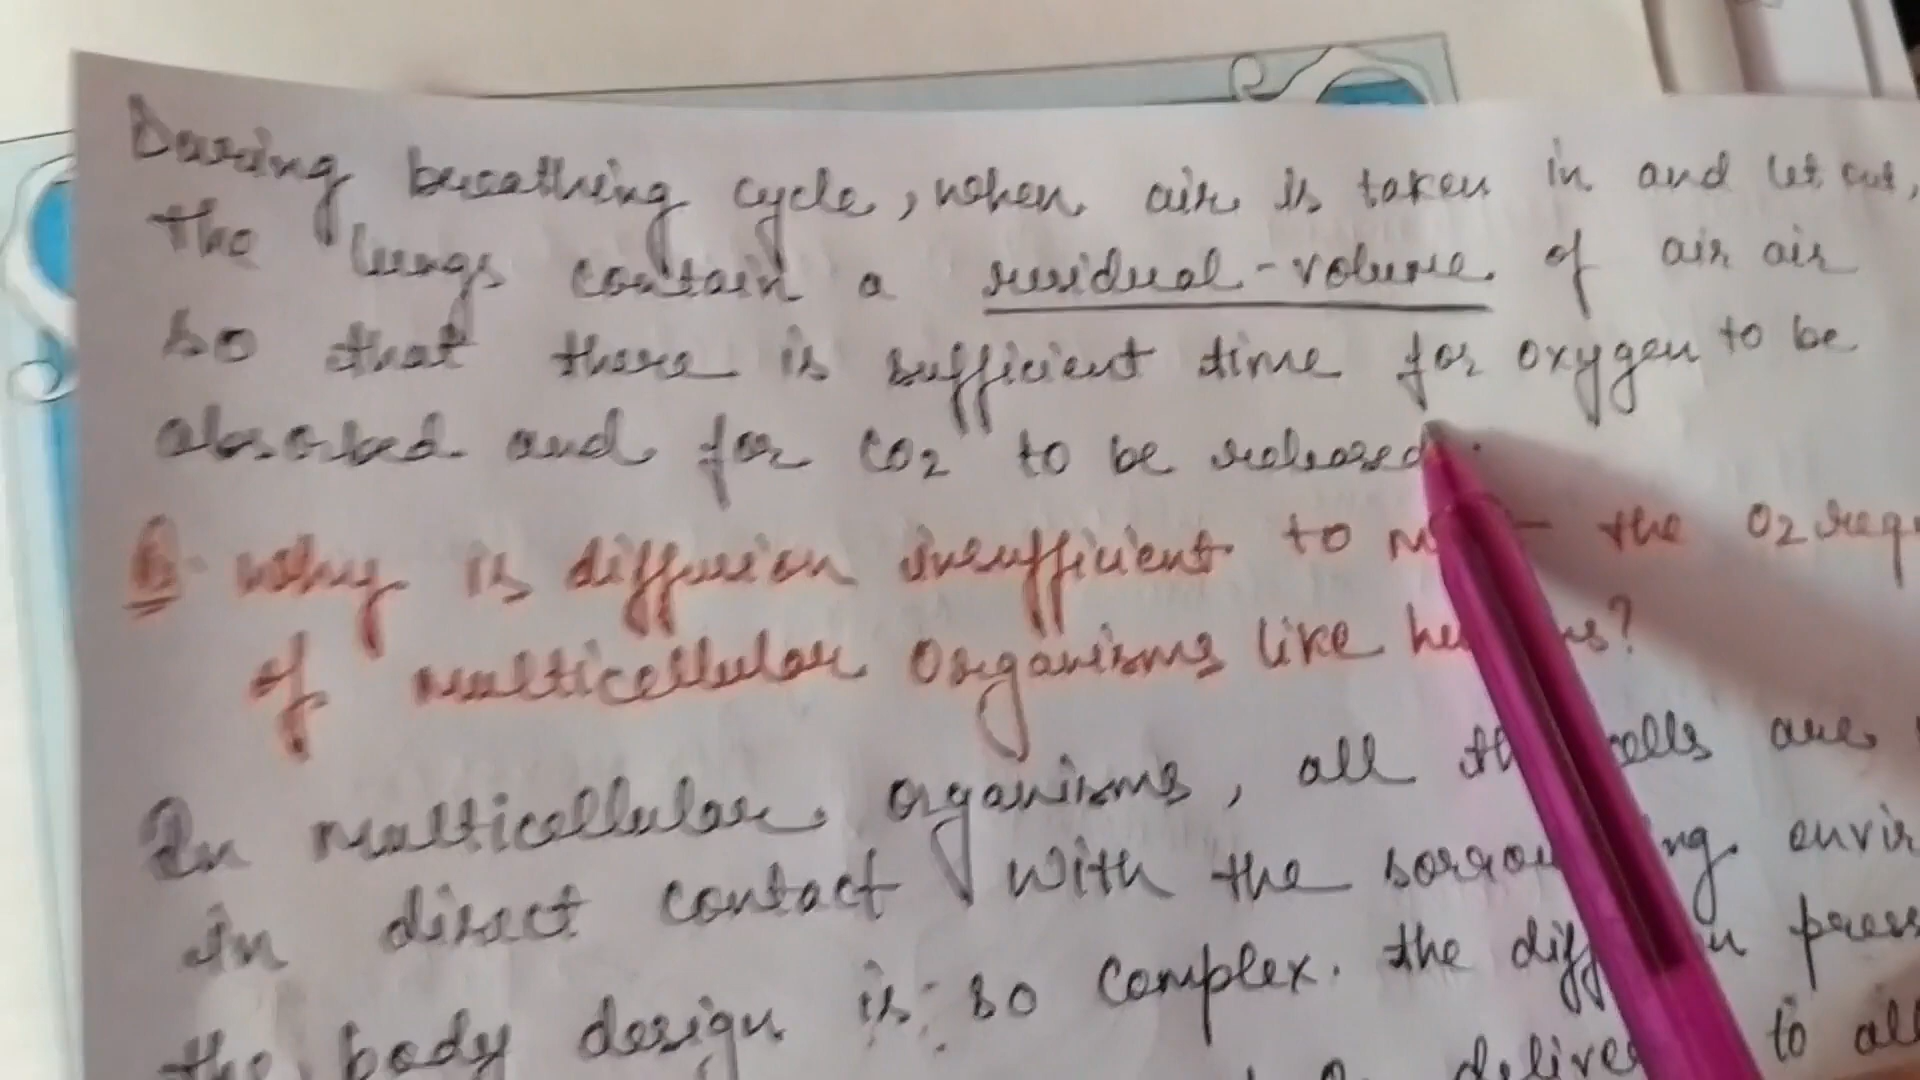 During breathing cycle, when air is taken in and let out,
the lungs contain a residual-volume of air air
so that there is sufficient time for oxygen to be
absorbed and for CO2 to be released.
Q. Why is diffusion insufficient to the O2
of multicellular organisms like
In multicellular organisms, all cells are
in direct contact with the
the body design is so complex. the
to all